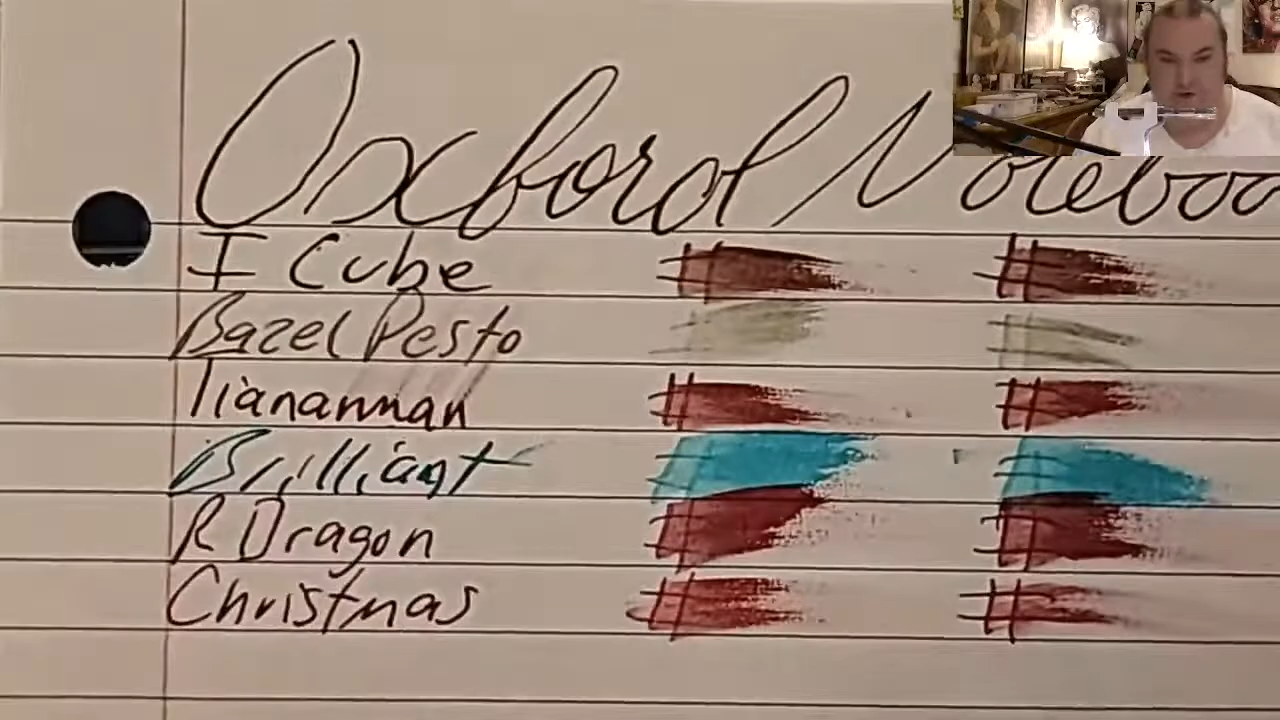 Oxford Noteboo
I Cube
Bazel Pesto
Tiananman
Brilliant
R Dragon
Christmas